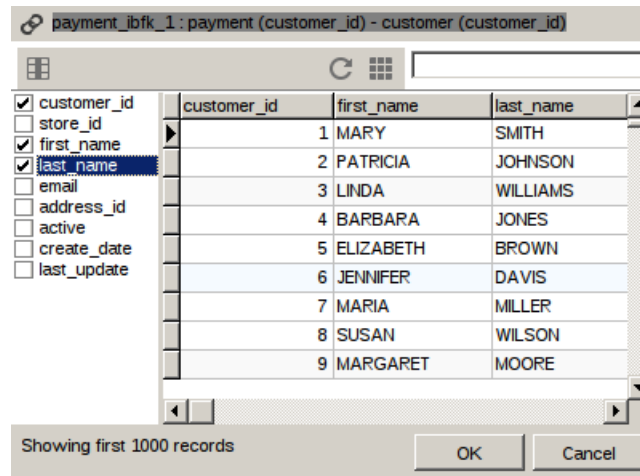 payment_ibfk_1 : payment (customer_id) - customer (customer_id)
customer_id
store_id
first_name
last_name
email
address_id
active
create_date
last_update
customer_id first_name last_name
1 MARY SMITH
2 PATRICIA JOHNSON
3 LINDA WILLIAMS
4 BARBARA JONES
5 ELIZABETH BROWN
6 JENNIFER DAVIS
7 MARIA MILLER
8 SUSAN WILSON
9 MARGARET MOORE
Showing first 1000 records
OK Cancel